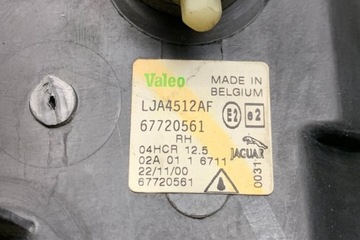 Valeo MADE IN
BELGIUM
LJA4512AF
67720561
E2 e2
RH
04HCR 12.5
02A 01 1 6711
22/11/00
67720561
JAGUAR
0031